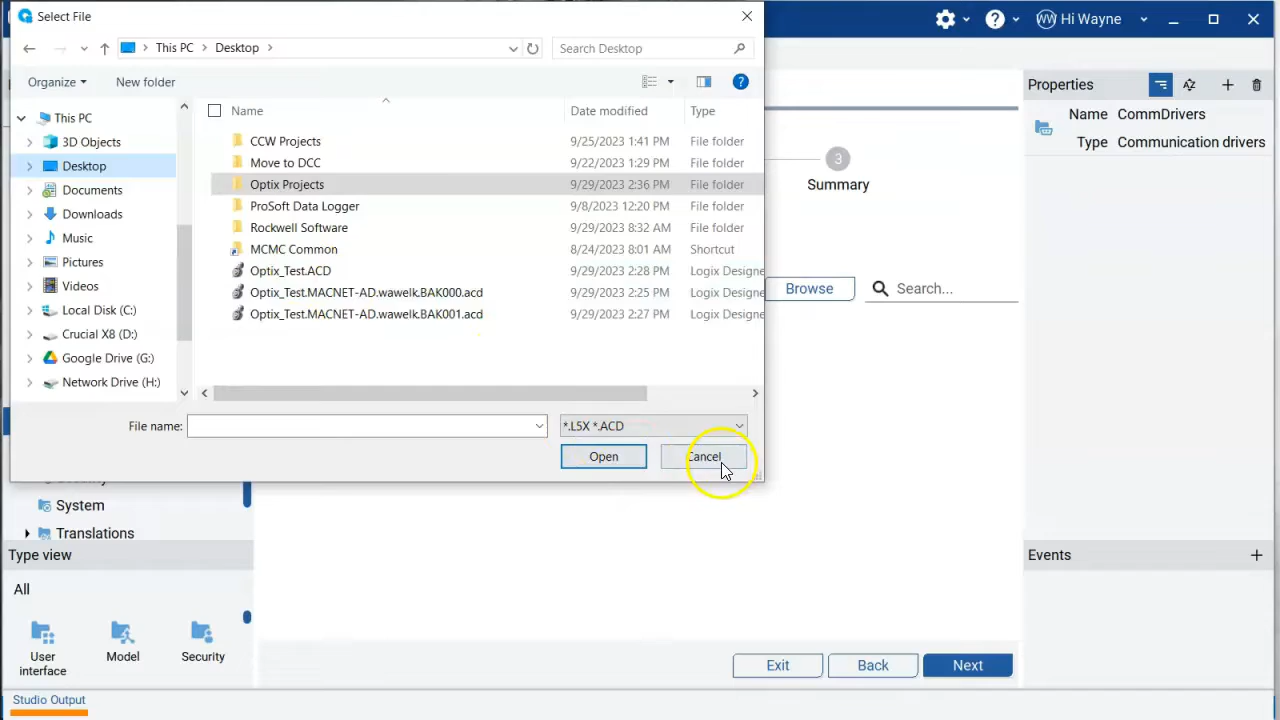 Select File
Hi Wayne
This PC
Desktop
Search Desktop
Organize
New folder
Name
Date modified
Type
This PC
3D Objects
Desktop
Documents
Downloads
Music
Pictures
Videos
Local Disk (C:)
Crucial X8 (D:)
Google Drive (G:)
Network Drive (H:)
CCW Projects 9/25/2023 1:41 PM File folder
Move to DCC 9/22/2023 1:29 PM File folder
Optix Projects 9/29/2023 2:36 PM File folder
ProSoft Data Logger 9/8/2023 12:20 PM File folder
Rockwell Software 9/29/2023 8:32 AM File folder
MCMC Common 8/24/2023 8:01 AM Shortcut
Optix_Test.ACD 9/29/2023 2:28 PM Logix Designe
Optix_Test.MACNET-AD.wawelk.BAK000.acd 9/29/2023 2:25 PM Logix Designe
Optix_Test.MACNET-AD.wawelk.BAK001.acd 9/29/2023 2:27 PM Logix Designe
File name:
*.L5X *.ACD
Open
Cancel
3
Summary
Browse
Search...
Properties
Name CommDrivers
Type Communication drivers
System
Translations
Type view
All
User interface
Model
Security
Events
Exit
Back
Next
Studio Output